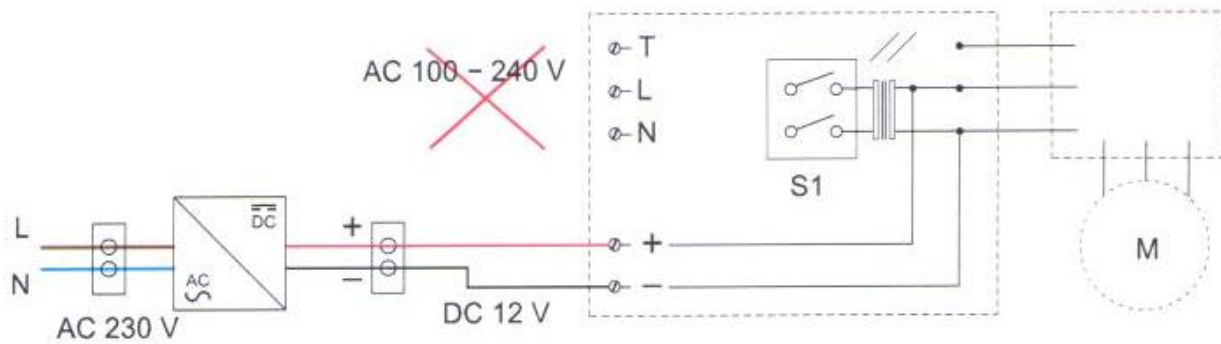 AC 100 – 240 V
T
L
N
S1
L
N
AC 230 V
DC
AC
+
–
DC 12 V
+
–
M